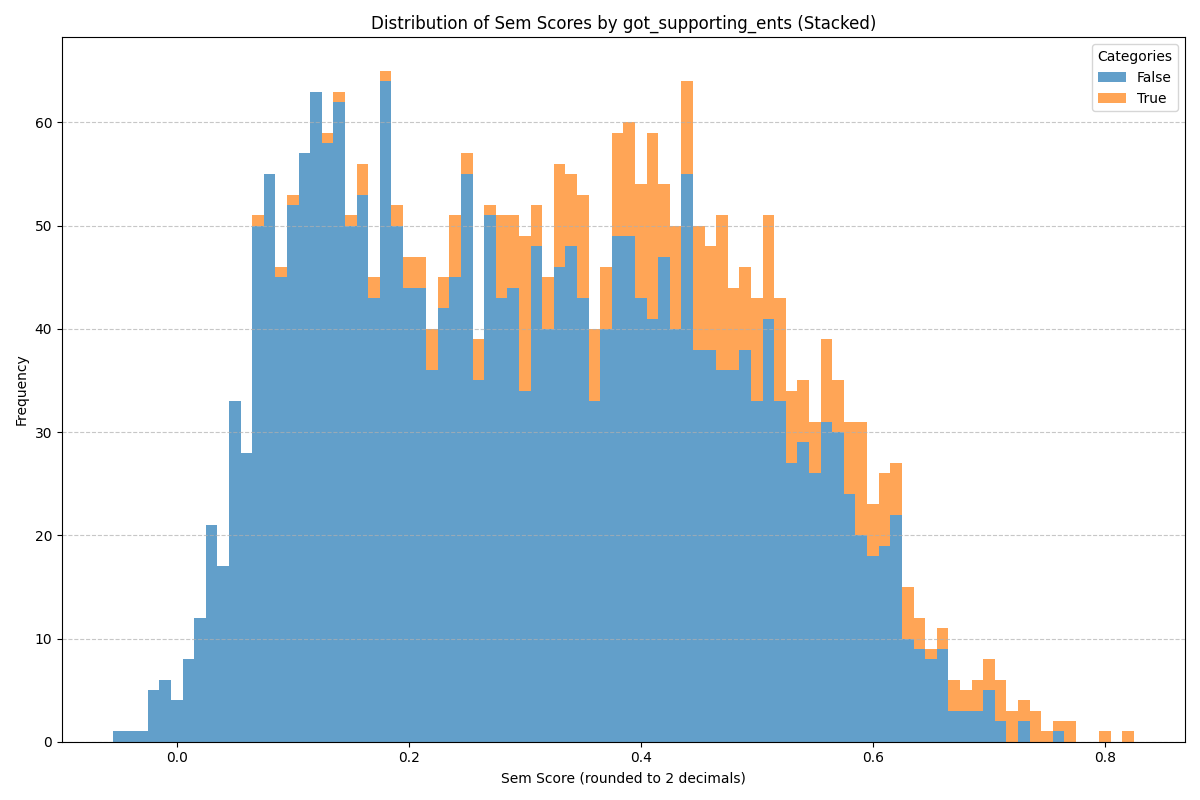 Distribution of Sem Scores by got_supporting_ents (Stacked)
Categories
False
True
Frequency
60
50
40
30
20
10
0
0.0 0.2 0.4 0.6 0.8
Sem Score (rounded to 2 decimals)